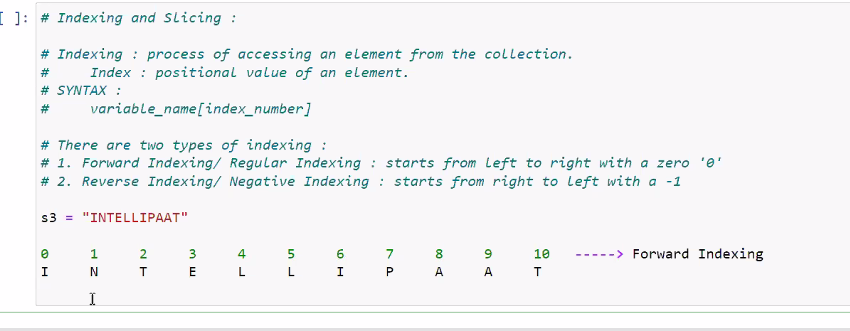 [ ]: # Indexing and Slicing :
# Indexing : process of accessing an element from the collection.
#     Index : positional value of an element.
# SYNTAX :
#     variable_name[index_number]
# There are two types of indexing :
# 1. Forward Indexing/ Regular Indexing : starts from left to right with a zero '0'
# 2. Reverse Indexing/ Negative Indexing : starts from right to left with a -1
s3 = "INTELLIPAAT"
0 1 2 3 4 5 6 7 8 9 10 -----> Forward Indexing
I N T E L L I P A A T